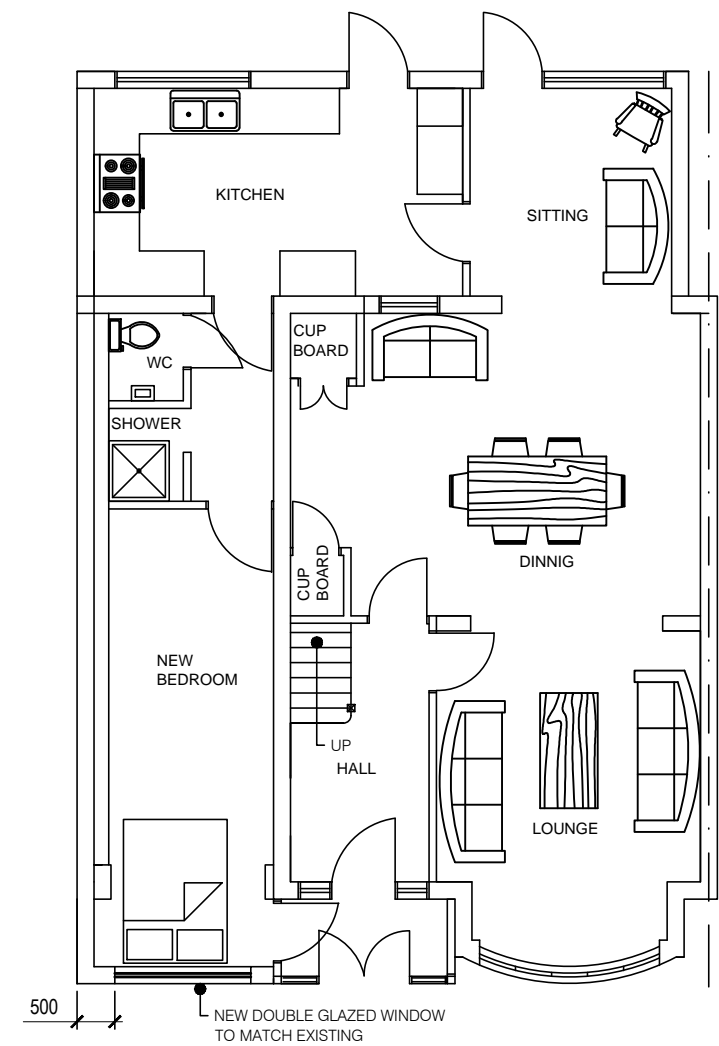 KITCHEN
SITTING
CUP
BOARD
WC
SHOWER
DINNIG
CUP
BOARD
NEW
BEDROOM
UP
HALL
LOUNGE
500
NEW DOUBLE GLAZED WINDOW
TO MATCH EXISTING